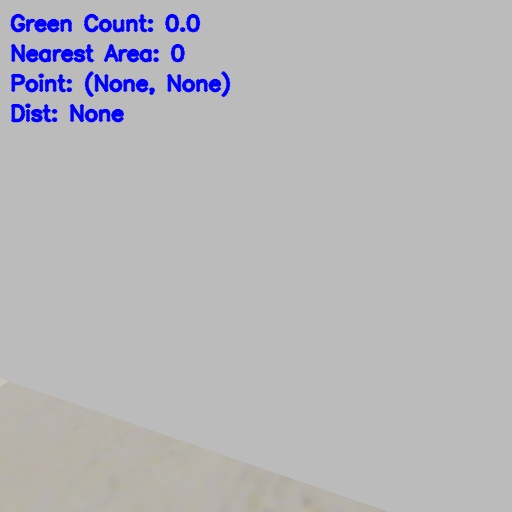 Green Count: 0.0
Nearest Area: 0
Point: (None, None)
Dist: None